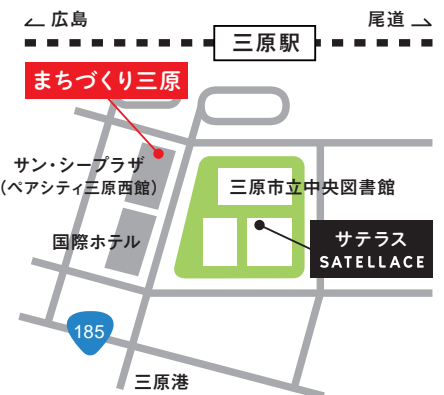 ← 広島
尾道 →
三原駅
まちづくり三原
サン・シープラザ
(ペアシティ三原西館)
三原市立中央図書館
国際ホテル
サテラス
SATELLACE
185
三原港